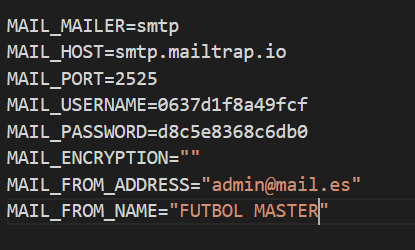 MAIL_MAILER=smtp
MAIL_HOST=smtp.mailtrap.io
MAIL_PORT=2525
MAIL_USERNAME=0637d1f8a49fcf
MAIL_PASSWORD=d8c5e8368c6db0
MAIL_ENCRYPTION=""
MAIL_FROM_ADDRESS="admin@mail.es"
MAIL_FROM_NAME="FUTBOL MASTER"